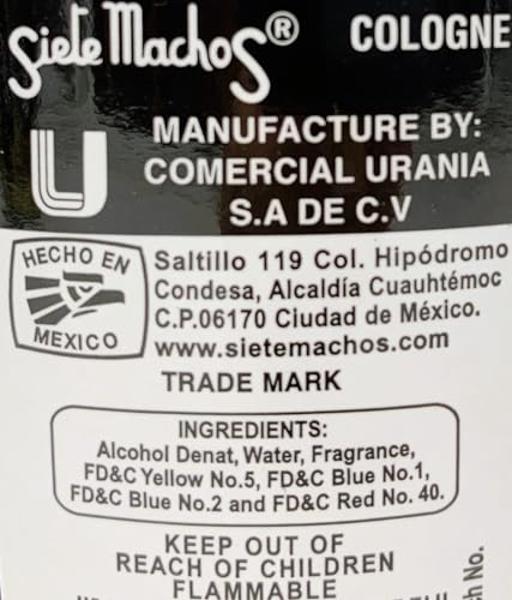 Siete Machos® COLOGNE
U
MANUFACTURE BY:
COMERCIAL URANIA
S.A DE C.V
HECHO EN
MEXICO
Saltillo 119 Col. Hipódromo
Condesa, Alcaldía Cuauhtémoc
C.P.06170 Ciudad de México.
www.sietemachos.com
TRADE MARK
INGREDIENTS:
Alcohol Denat, Water, Fragrance,
FD&C Yellow No.5, FD&C Blue No.1,
FD&C Blue No.2 and FD&C Red No. 40.
KEEP OUT OF
REACH OF CHILDREN
FLAMMABLE
h No.